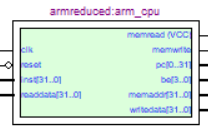 armreduced:arm_cpu
memread (VCC)
clk
memwrite
reset
pc[0..31]
inst[31..0]
be[3..0]
readdata[31..0]
memaddr[31..0]
writedata[31..0]